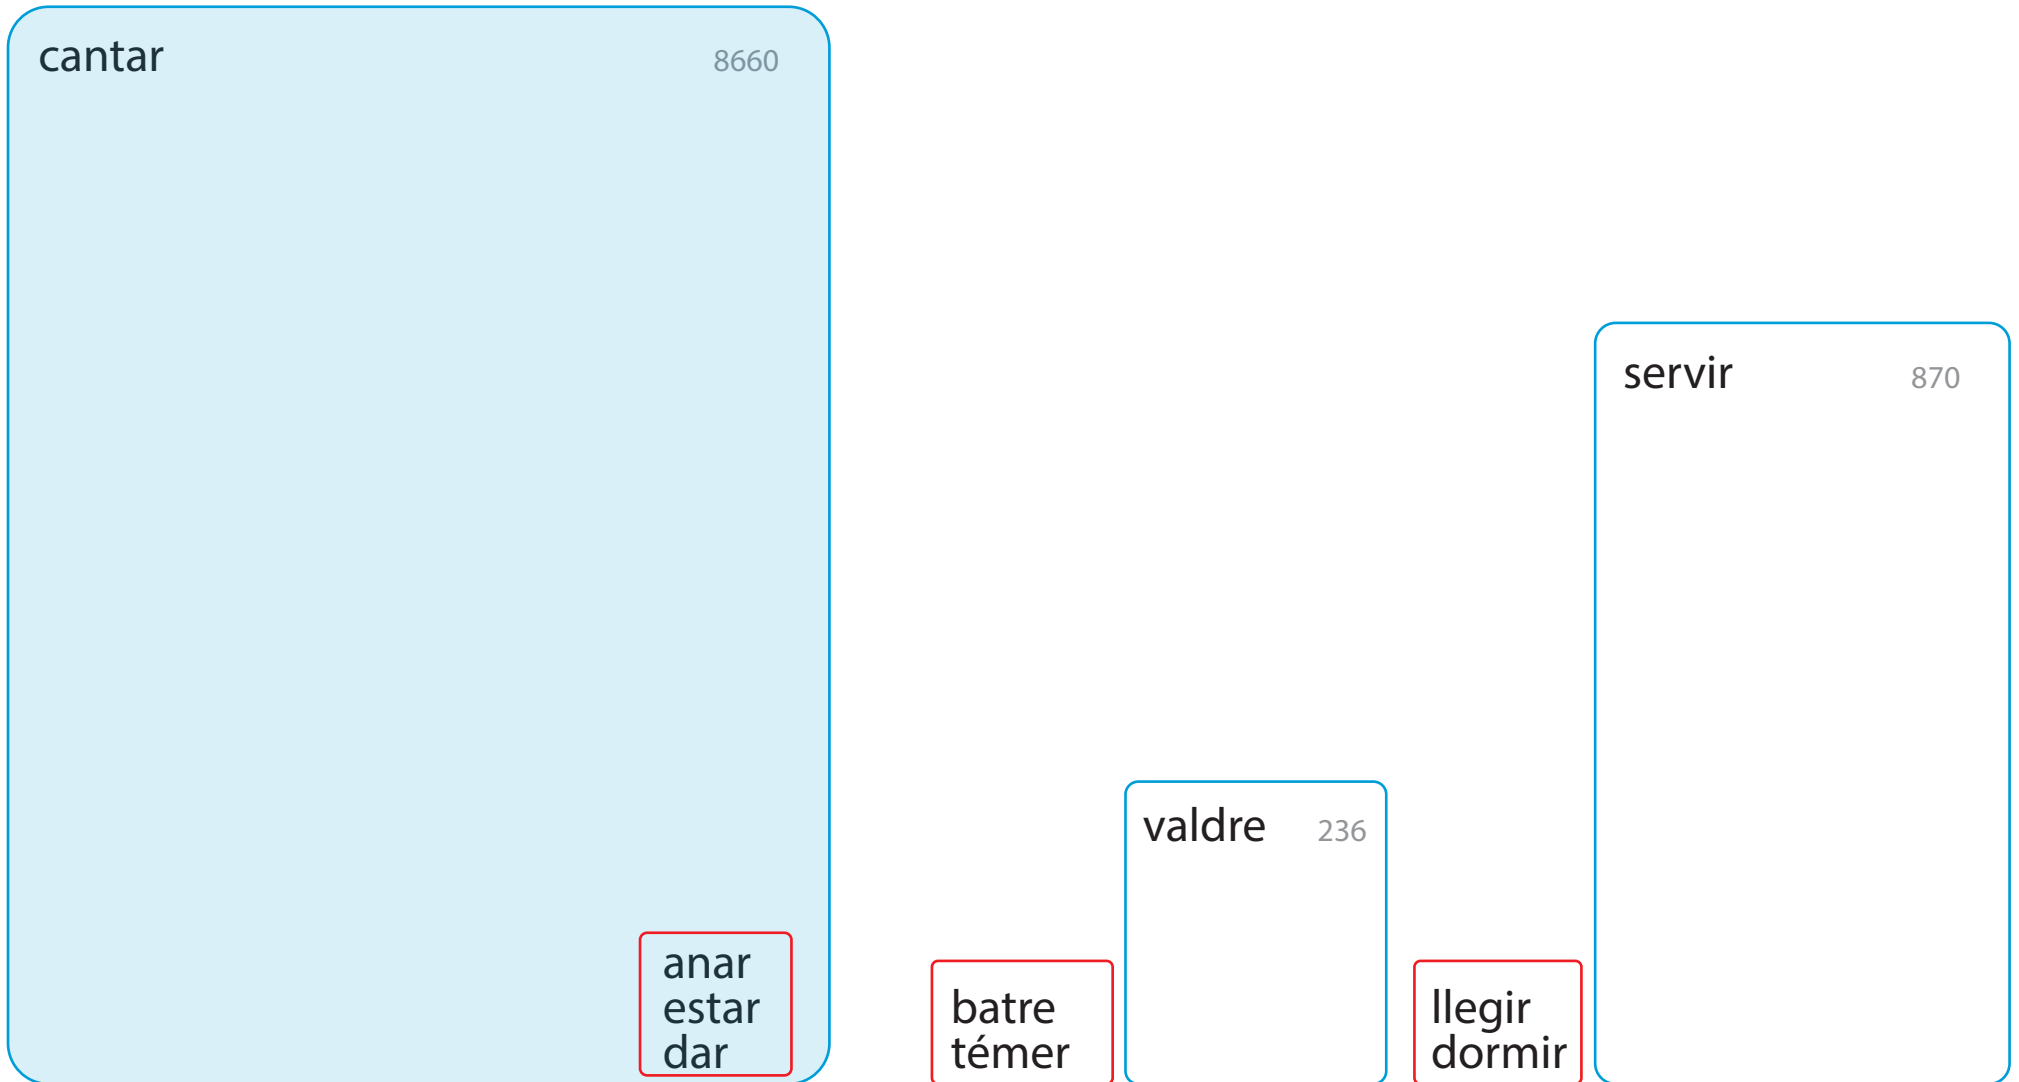 cantar 8660
anar
estar
dar
batre
témer
valdre 236
llegir
dormir
servir 870